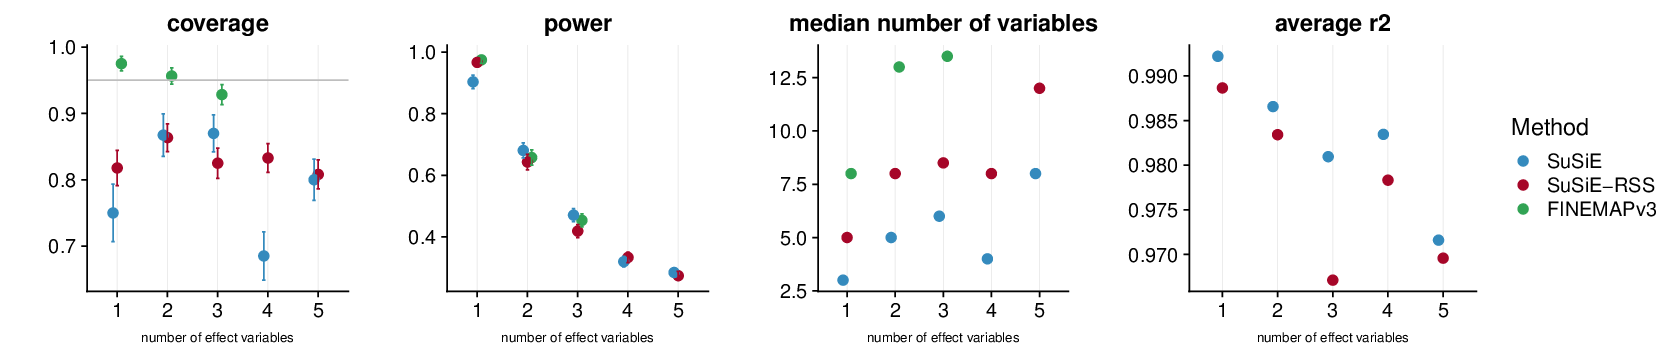 coverage
1.0
0.9
0.8
0.7
1 2 3 4 5
number of effect variables
power
1.0
0.8
0.6
0.4
1 2 3 4 5
number of effect variables
median number of variables
12.5
10.0
7.5
5.0
2.5
1 2 3 4 5
number of effect variables
average r2
0.990
0.985
0.980
0.975
0.970
1 2 3 4 5
number of effect variables
Method
SuSiE
SuSiE−RSS
FINEMAPv3